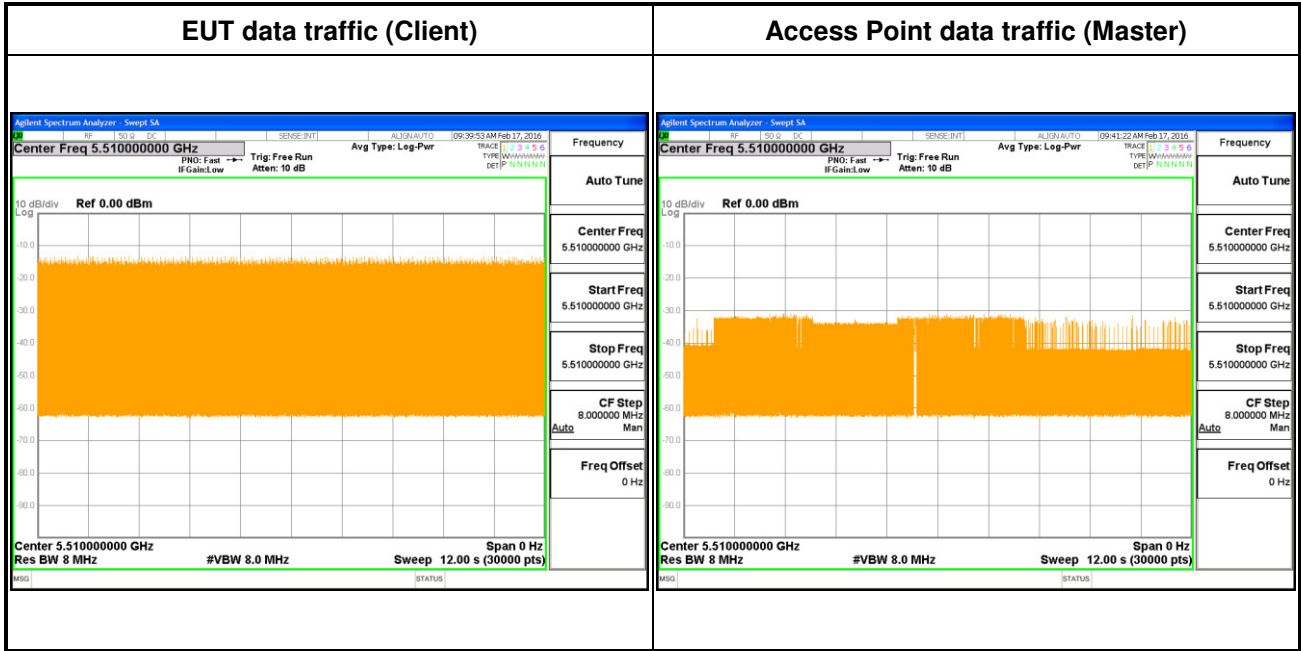 EUT data traffic (Client)
Access Point data traffic (Master)
Agilent Spectrum Analyzer - Swept SA
RF 50 Ω DC SENSE:INT ALIGN AUTO 09:39:53 AM Feb 17, 2016
Center Freq 5.510000000 GHz
PNO: Fast Trig: Free Run
IFGain:Low Atten: 10 dB
Avg Type: Log-Pwr
TRACE 1 2 3 4 5 6
TYPE WWWWWW
DET P N N N N N
10 dB/div Ref 0.00 dBm
Log
-10.0
-20.0
-30.0
-40.0
-50.0
-60.0
-70.0
-80.0
-90.0
Center 5.510000000 GHz Span 0 Hz
Res BW 8 MHz #VBW 8.0 MHz Sweep 12.00 s (30000 pts)
MSG STATUS
Frequency
Auto Tune
Center Freq
5.510000000 GHz
Start Freq
5.510000000 GHz
Stop Freq
5.510000000 GHz
CF Step
8.000000 MHz
Auto Man
Freq Offset
0 Hz
Agilent Spectrum Analyzer - Swept SA
RF 50 Ω DC SENSE:INT ALIGN AUTO 09:41:22 AM Feb 17, 2016
Center Freq 5.510000000 GHz
PNO: Fast Trig: Free Run
IFGain:Low Atten: 10 dB
Avg Type: Log-Pwr
TRACE 1 2 3 4 5 6
TYPE WWWWWW
DET P N N N N N
10 dB/div Ref 0.00 dBm
Log
-10.0
-20.0
-30.0
-40.0
-50.0
-60.0
-70.0
-80.0
-90.0
Center 5.510000000 GHz Span 0 Hz
Res BW 8 MHz #VBW 8.0 MHz Sweep 12.00 s (30000 pts)
MSG STATUS
Frequency
Auto Tune
Center Freq
5.510000000 GHz
Start Freq
5.510000000 GHz
Stop Freq
5.510000000 GHz
CF Step
8.000000 MHz
Auto Man
Freq Offset
0 Hz